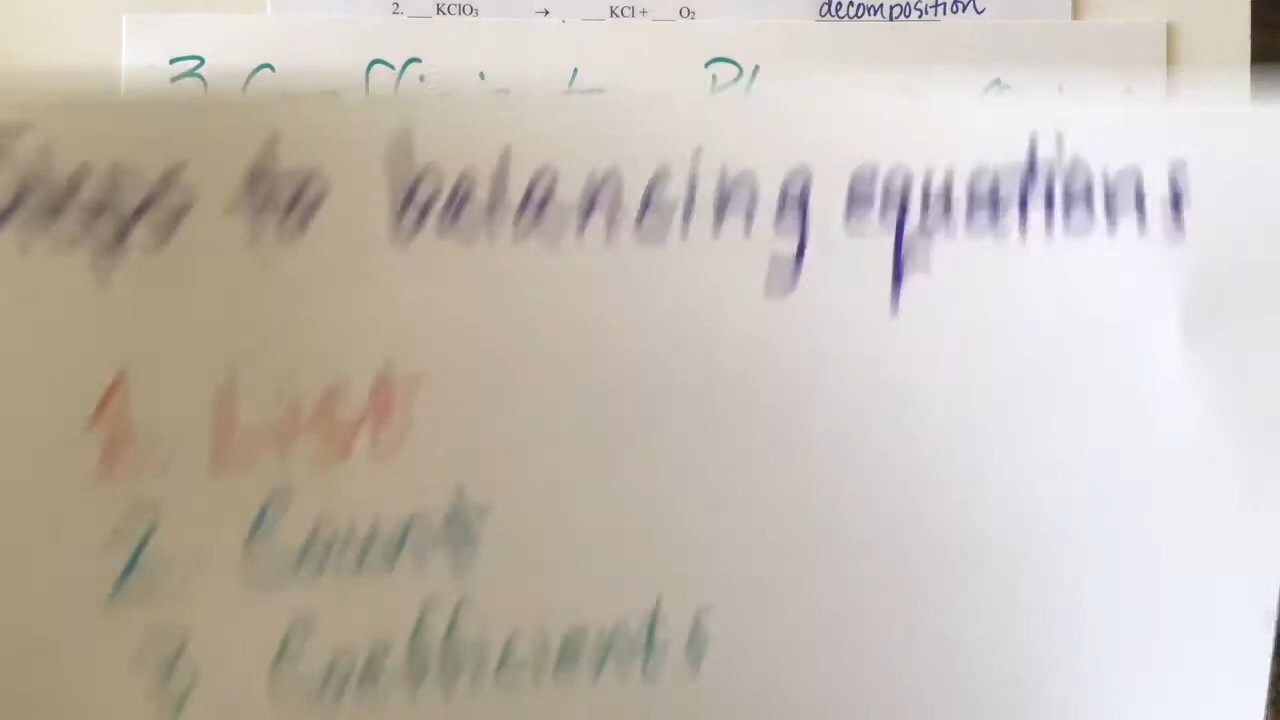 2. ___ KClO₃ → ___ KCl + ___ O₂ decomposition
Steps to balancing equations
1. List
2. Count
3. Coefficients